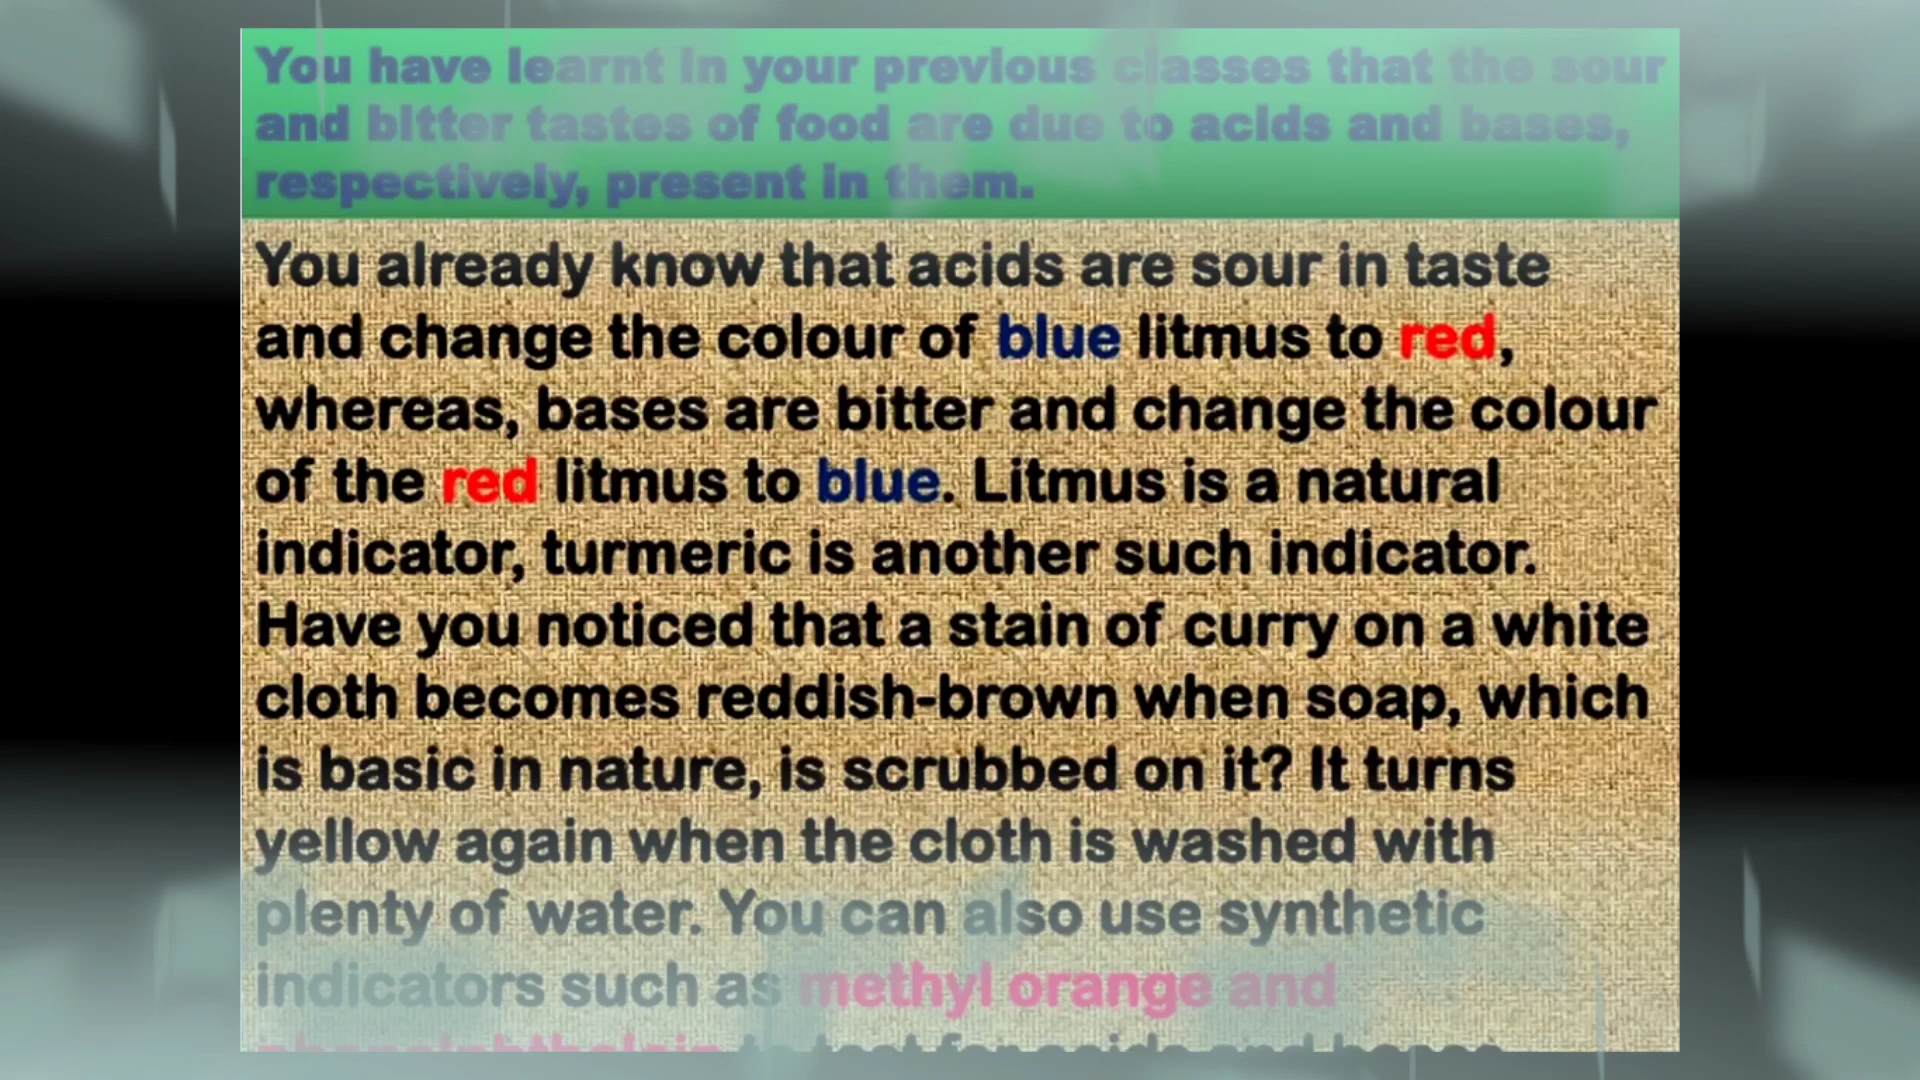 You have learnt in your previous classes that the sour
and bitter tastes of food are due to acids and bases,
respectively, present in them.
You already know that acids are sour in taste
and change the colour of blue litmus to red,
whereas, bases are bitter and change the colour
of the red litmus to blue. Litmus is a natural
indicator, turmeric is another such indicator.
Have you noticed that a stain of curry on a white
cloth becomes reddish-brown when soap, which
is basic in nature, is scrubbed on it? It turns
yellow again when the cloth is washed with
plenty of water. You can also use synthetic
indicators such as methyl orange and
to test for acids and bases